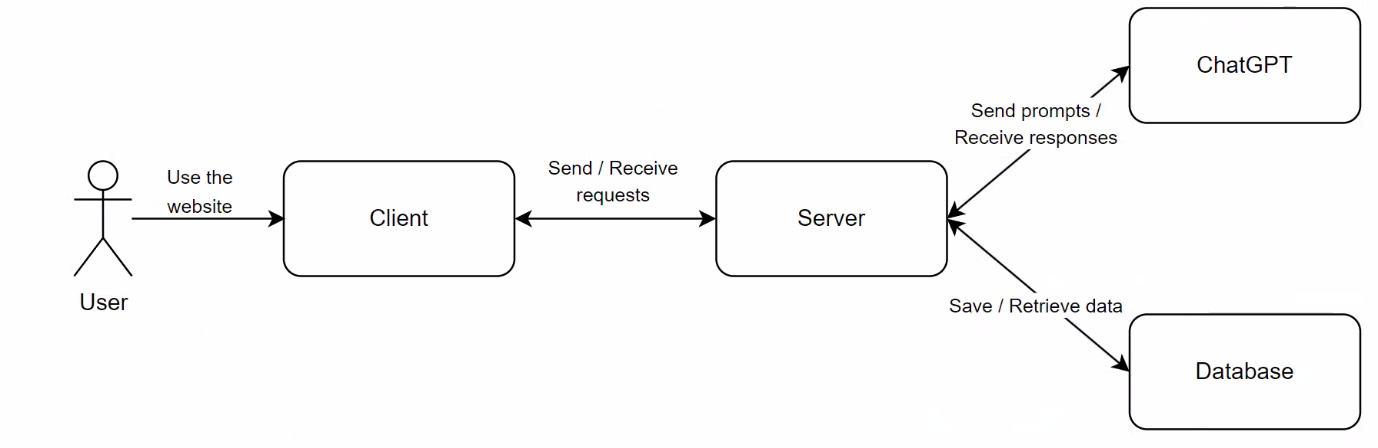 Use the
website
User
Client
Send / Receive
requests
Server
Send prompts /
Receive responses
ChatGPT
Save / Retrieve data
Database